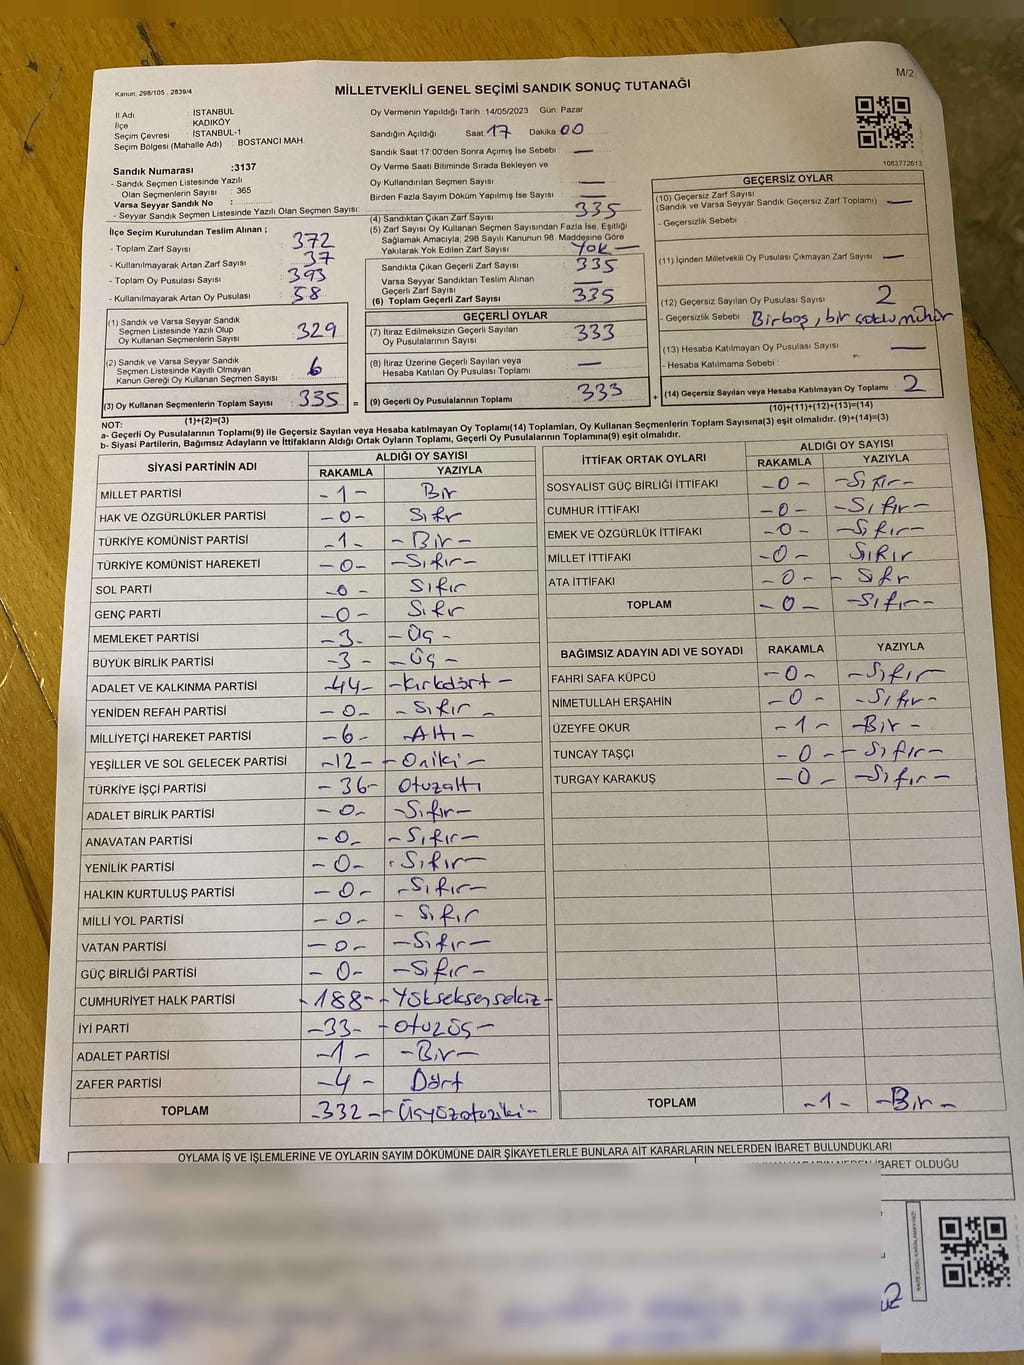 Kanun. 298/105 , 2839/4
MİLLETVEKİLİ GENEL SEÇİMİ SANDIK SONUÇ TUTANAĞI
M/2
İl Adı : İSTANBUL
İlçe : KADIKÖY
Seçim Çevresi : İSTANBUL-1
Seçim Bölgesi (Mahalle Adı) : BOSTANCI MAH.
Sandık Numarası :3137
- Sandık Seçmen Listesinde Yazılı
Olan Seçmenlerin Sayısı : 365
Varsa Seyyar Sandık No :
- Seyyar Sandık Seçmen Listesinde Yazılı Olan Seçmen Sayısı:
İlçe Seçim Kurulundan Teslim Alınan ;
- Toplam Zarf Sayısı : 372
- Kullanılmayarak Artan Zarf Sayısı : 37
- Toplam Oy Pusulası Sayısı : 393
- Kullanılmayarak Artan Oy Pusulası : 58
(1) Sandık ve Varsa Seyyar Sandık
Seçmen Listesinde Yazılı Olup
Oy Kullanan Seçmenlerin Sayısı : 329
(2) Sandık ve Varsa Seyyar Sandık
Seçmen Listesinde Kayıtlı Olmayan
Kanun Gereği Oy Kullanan Seçmen Sayısı : 6
(3) Oy Kullanan Seçmenlerin Toplam Sayısı : 335 =
(1)+(2)=(3)
Oy Vermenin Yapıldığı Tarih :14/05/2023 Gün: Pazar
Sandığın Açıldığı Saat 17 Dakika 00
Sandık Saat 17:00'den Sonra Açımış İse Sebebi : —
Oy Verme Saati Bitiminde Sırada Bekleyen ve
Oy Kullandırılan Seçmen Sayısı : —
Birden Fazla Sayım Döküm Yapılmış İse Sayısı : —
(4) Sandıktan Çıkan Zarf Sayısı : 335
(5) Zarf Sayısı Oy Kullanan Seçmen Sayısından Fazla İse, Eşitliği
Sağlamak Amacıyla; 298 Sayılı Kanunun 98. Maddesine Göre
Yakılarak Yok Edilen Zarf Sayısı : Yok —
Sandıkta Çıkan Geçerli Zarf Sayısı : 335
Varsa Seyyar Sandıktan Teslim Alınan
Geçerli Zarf Sayısı : —
(6) Toplam Geçerli Zarf Sayısı : 335
GEÇERLİ OYLAR
(7) İtiraz Edilmeksizin Geçerli Sayılan
Oy Pusulalarının Sayısı : 333
(8) İtiraz Üzerine Geçerli Sayılan veya
Hesaba Katılan Oy Pusulası Toplamı : —
(9) Geçerli Oy Pusulalarının Toplamı : 333 +
1083772613
GEÇERSİZ OYLAR
(10) Geçersiz Zarf Sayısı
(Sandık ve Varsa Seyyar Sandık Geçersiz Zarf Toplamı) : —
- Geçersizlik Sebebi :
(11) İçinden Milletvekili Oy Pusulası Çıkmayan Zarf Sayısı : —
(12) Geçersiz Sayılan Oy Pusulası Sayısı : 2
- Geçersizlik Sebebi : Bir boş, bir çoklu mühür
(13) Hesaba Katılmayan Oy Pusulası Sayısı : —
- Hesaba Katılmama Sebebi :
(14) Geçersiz Sayılan veya Hesaba Katılmayan Oy Toplamı : 2
(10)+(11)+(12)+(13)=(14)
NOT:
a- Geçerli Oy Pusulalarının Toplamı(9) ile Geçersiz Sayılan veya Hesaba katılmayan Oy Toplamı(14) Toplamları, Oy Kullanan Seçmenlerin Toplam Sayısına(3) eşit olmalıdır. (9)+(14)=(3)
b- Siyasi Partilerin, Bağımsız Adayların ve İttifakların Aldığı Ortak Oyların Toplamı, Geçerli Oy Pusulalarının Toplamına(9) eşit olmalıdır.
SİYASİ PARTİNİN ADI ALDIĞI OY SAYISI
RAKAMLA YAZIYLA
MİLLET PARTİSİ -1- Bir
HAK VE ÖZGÜRLÜKLER PARTİSİ -0- Sıfr
TÜRKİYE KOMÜNİST PARTİSİ -1- -Bir-
TÜRKİYE KOMÜNİST HAREKETİ -0- -Sıfır-
SOL PARTİ -0- Sıfır
GENÇ PARTİ -0- Sıfır
MEMLEKET PARTİSİ -3- -Üç-
BÜYÜK BİRLİK PARTİSİ -3- -Üç-
ADALET VE KALKINMA PARTİSİ -44- -Kırkdört-
YENİDEN REFAH PARTİSİ -0- -Sıfır-
MİLLİYETÇİ HAREKET PARTİSİ -6- -Altı-
YEŞİLLER VE SOL GELECEK PARTİSİ -12- -Oniki-
TÜRKİYE İŞÇİ PARTİSİ -36- Otuzaltı
ADALET BİRLİK PARTİSİ -0- -Sıfır-
ANAVATAN PARTİSİ -0- -Sıfır-
YENİLİK PARTİSİ -0- -Sıfır-
HALKIN KURTULUŞ PARTİSİ -0- -Sıfır-
MİLLİ YOL PARTİSİ -0- -Sıfır
VATAN PARTİSİ -0- -Sıfır-
GÜÇ BİRLİĞİ PARTİSİ -0- -Sıfır-
CUMHURİYET HALK PARTİSİ -188- -Yükseksensekiz-
İYİ PARTİ -33- -otuzüç-
ADALET PARTİSİ -1- -Bir-
ZAFER PARTİSİ -4- Dört
TOPLAM -332- -Üçyüzotuziki-
İTTİFAK ORTAK OYLARI ALDIĞI OY SAYISI
RAKAMLA YAZIYLA
SOSYALİST GÜÇ BİRLİĞİ İTTİFAKI -0- -Sıfır-
CUMHUR İTTİFAKI -0- -Sıfır-
EMEK VE ÖZGÜRLÜK İTTİFAKI -0- -Sıfır-
MİLLET İTTİFAKI -0- Sıfır
ATA İTTİFAKI -0- - Sıfr
TOPLAM -0- -Sıfır-
BAĞIMSIZ ADAYIN ADI VE SOYADI RAKAMLA YAZIYLA
FAHRİ SAFA KÜPCÜ -0- -Sıfır-
NİMETULLAH ERŞAHİN -0- -Sıfır-
ÜZEYFE OKUR -1- -Bir-
TUNCAY TAŞÇI -0- -Sıfır-
TURGAY KARAKUŞ -0- -Sıfır-
TOPLAM -1- -Bir-
OYLAMA İŞ VE İŞLEMLERİNE VE OYLARIN SAYIM DÖKÜMÜNE DAİR ŞİKAYETLERLE BUNLARA AİT KARARLARIN NELERDEN İBARET BULUNDUKLARI
İBARET OLDUĞU